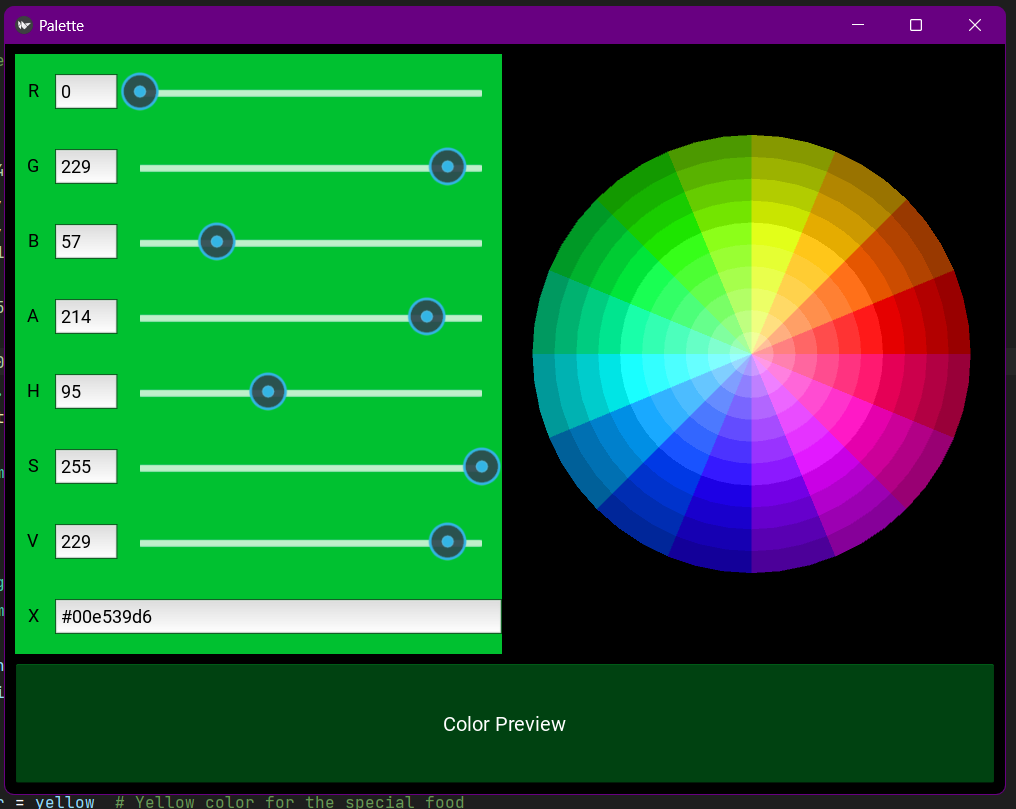 Palette
R 0
G 229
B 57
A 214
H 95
S 255
V 229
X #00e539d6
Color Preview
= yellow # Yellow color for the special food